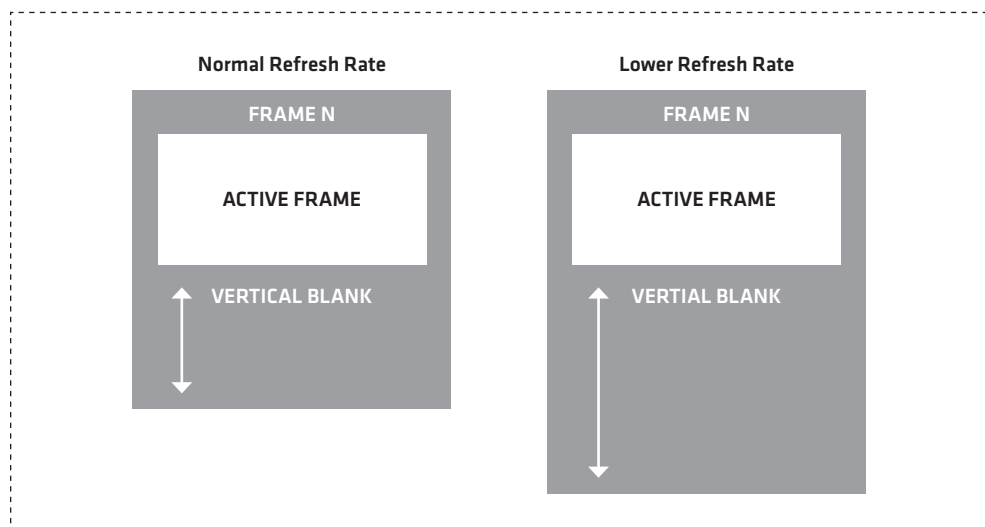 Normal Refresh Rate
FRAME N
ACTIVE FRAME
VERTICAL BLANK
Lower Refresh Rate
FRAME N
ACTIVE FRAME
VERTIAL BLANK